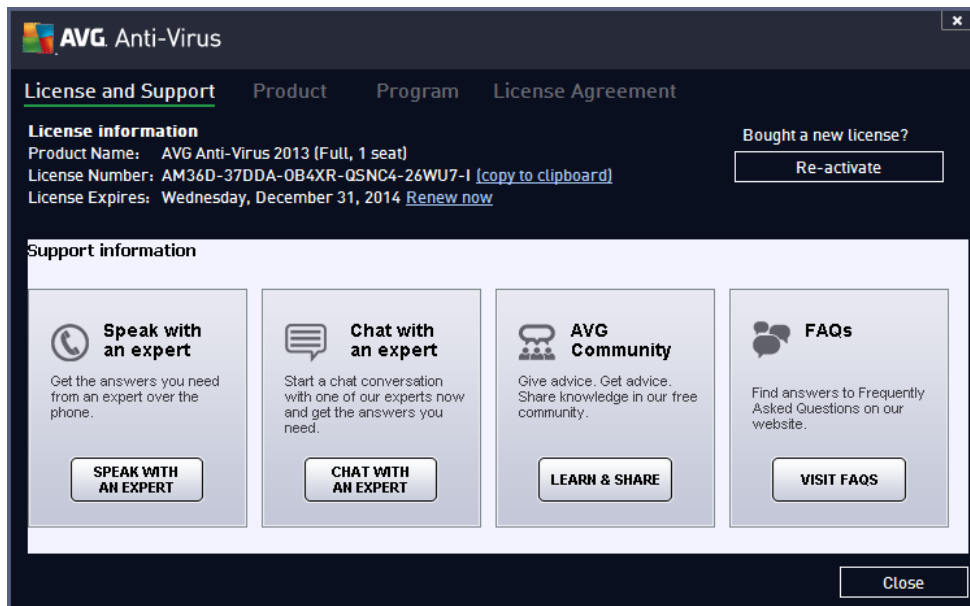 AVG. Anti-Virus
License and Support Product Program License Agreement
License information
Product Name: AVG Anti-Virus 2013 (Full, 1 seat)
License Number: AM36D-37DDA-OB4XR-QSNC4-26WU7-I (copy to clipboard)
License Expires: Wednesday, December 31, 2014 Renew now
Bought a new license?
Re-activate
Support information
Speak with
an expert
Get the answers you need
from an expert over the
phone.
SPEAK WITH
AN EXPERT
Chat with
an expert
Start a chat conversation
with one of our experts now
and get the answers you
need.
CHAT WITH
AN EXPERT
AVG
Community
Give advice. Get advice.
Share knowledge in our free
community.
LEARN & SHARE
FAQs
Find answers to Frequently
Asked Questions on our
website.
VISIT FAQS
Close